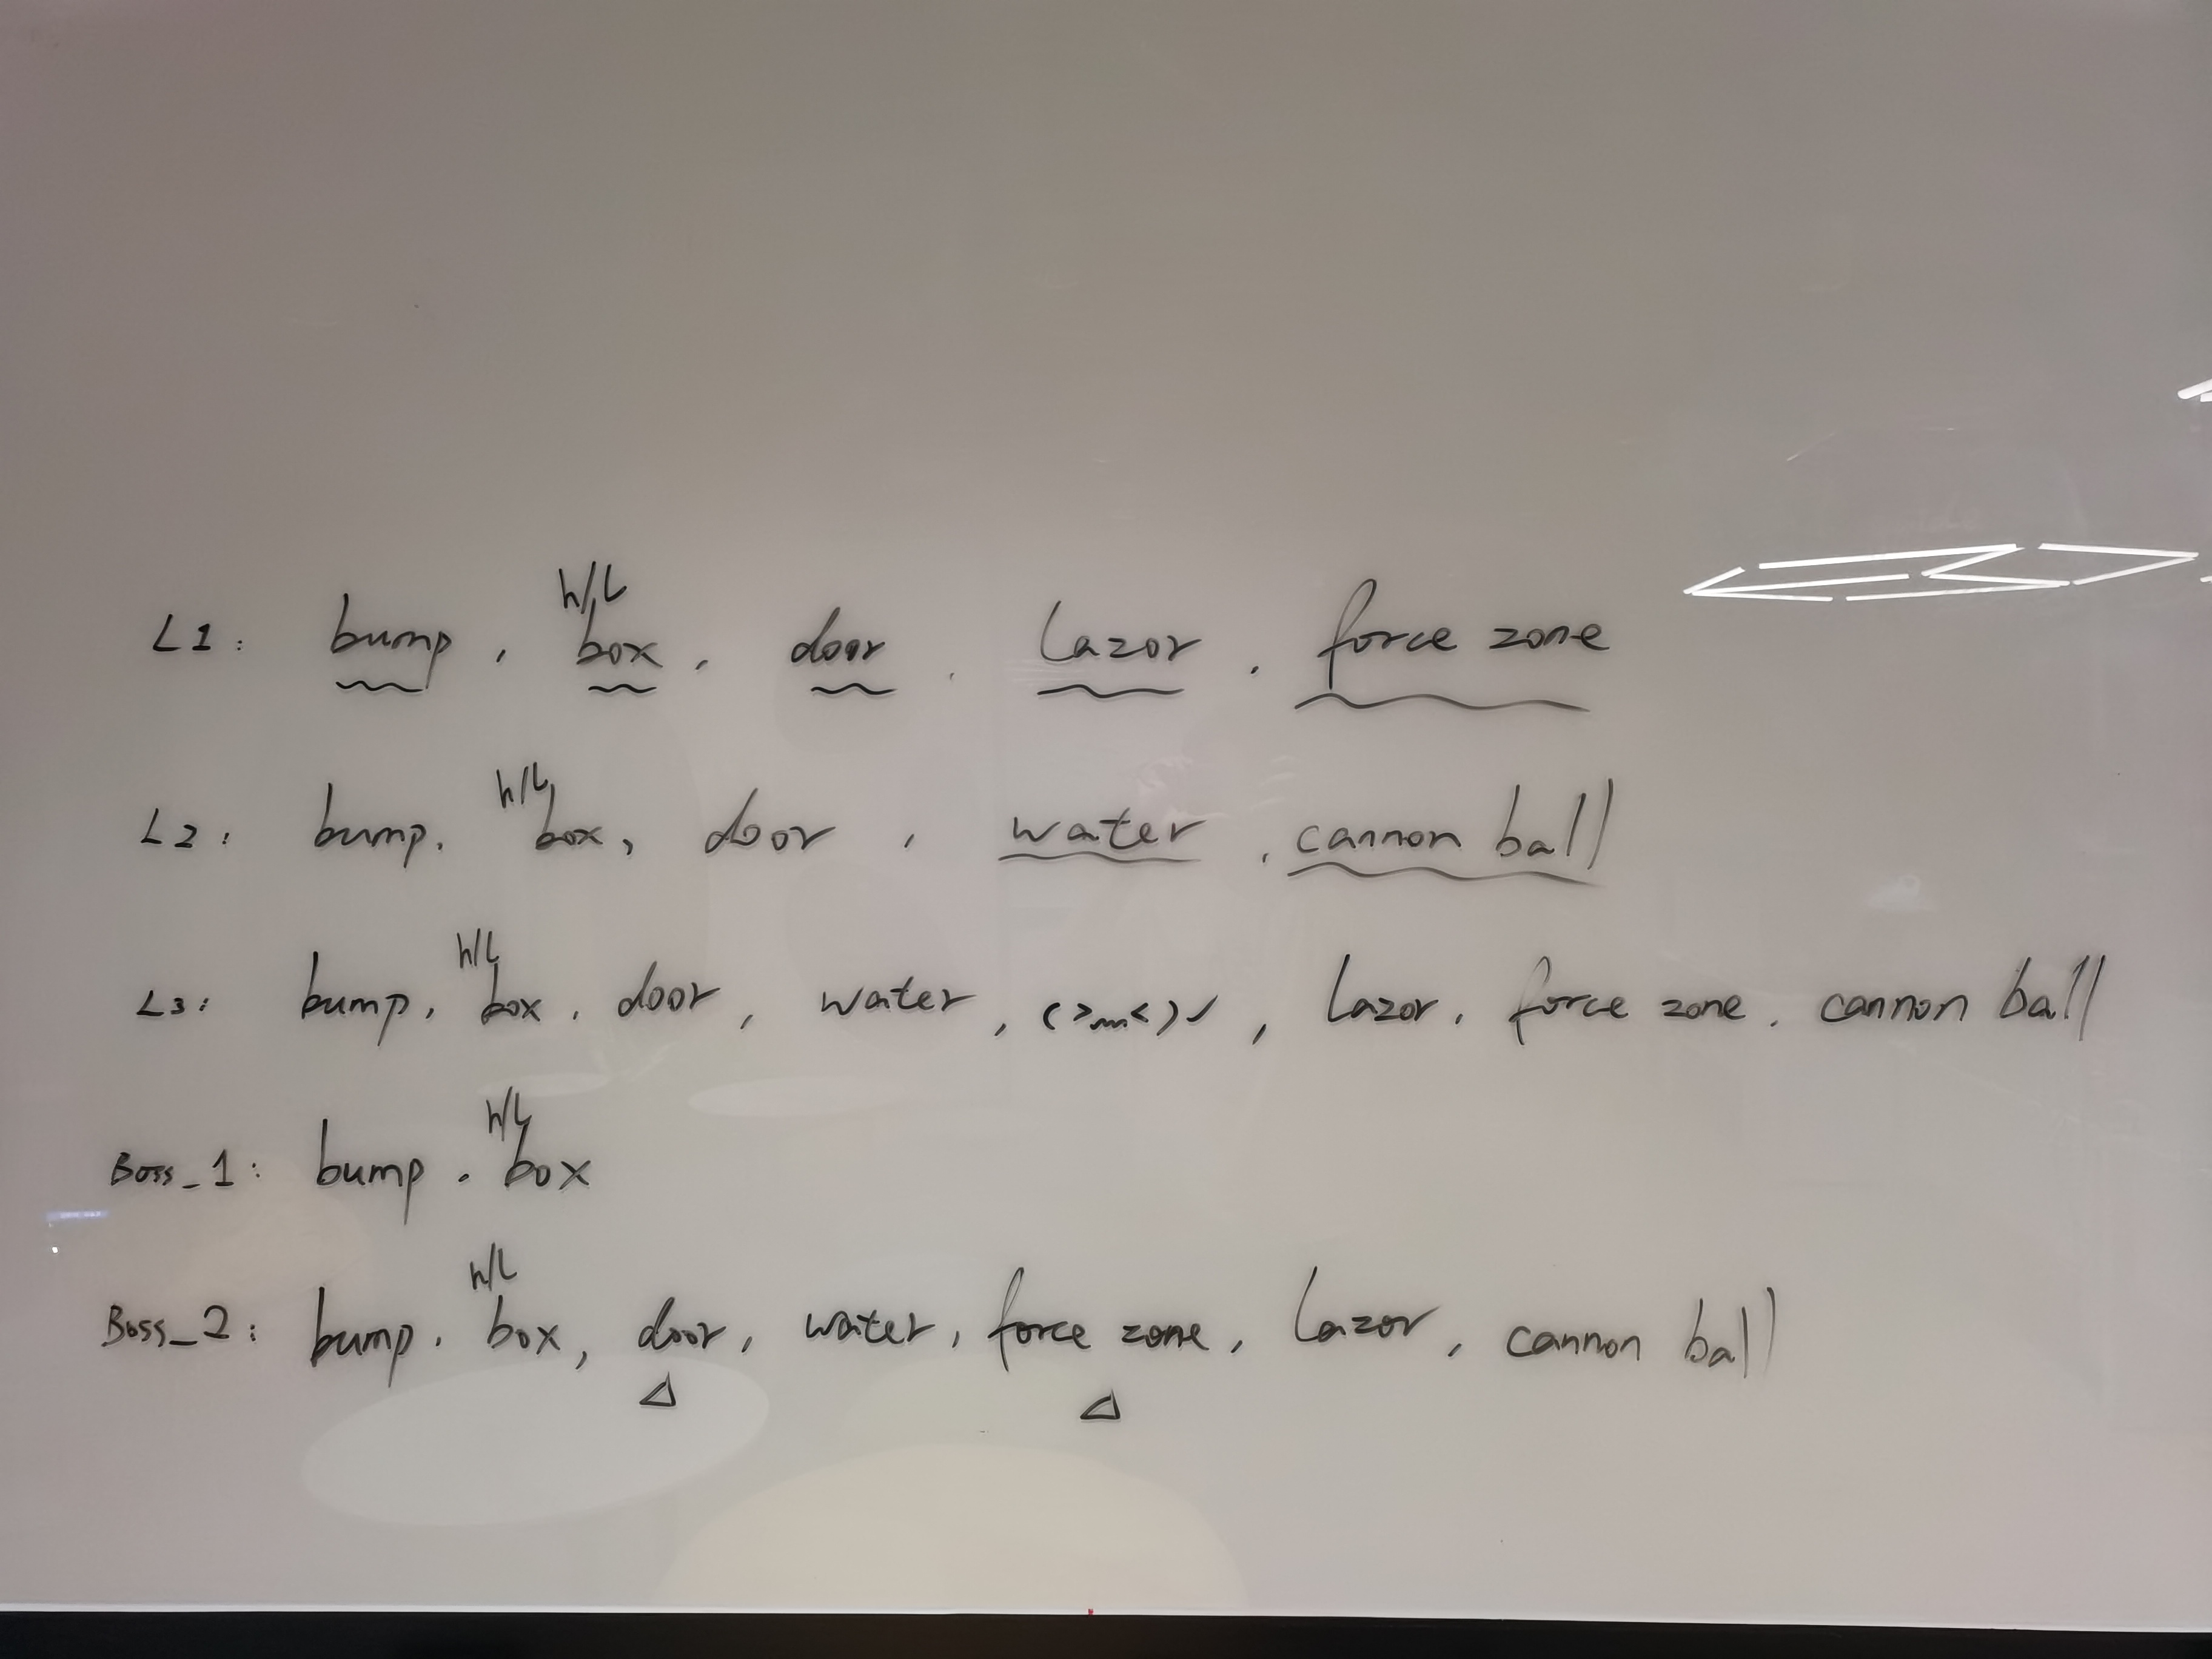 h/L
L1: bump, box, door, Lazor, force zone
h/L
L2: bump, box, door, water, cannon ball
h/L
L3: bump, box, door, water, (>m<)✓, Lazor, force zone, cannon ball
h/L
Boss_1: bump, box
h/L
Boss_2: bump, box, door, water, force zone, Lazor, cannon ball
△ △